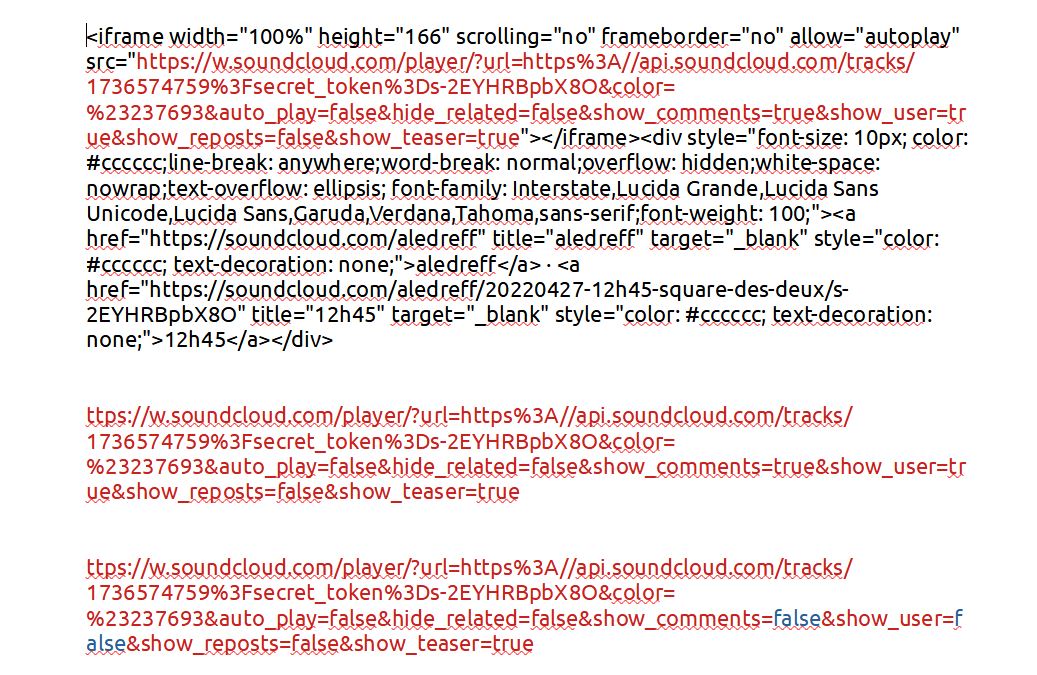 <iframe width="100%" height="166" scrolling="no" frameborder="no" allow="autoplay"
src="https://w.soundcloud.com/player/?url=https%3A//api.soundcloud.com/tracks/
1736574759%3Fsecret_token%3Ds-2EYHRBpbX8O&color=
%23237693&auto_play=false&hide_related=false&show_comments=true&show_user=tr
ue&show_reposts=false&show_teaser=true"></iframe><div style="font-size: 10px; color:
#cccccc;line-break: anywhere;word-break: normal;overflow: hidden;white-space:
nowrap;text-overflow: ellipsis; font-family: Interstate,Lucida Grande,Lucida Sans
Unicode,Lucida Sans,Garuda,Verdana,Tahoma,sans-serif;font-weight: 100;"><a
href="https://soundcloud.com/aledreff" title="aledreff" target="_blank" style="color:
#cccccc; text-decoration: none;">aledreff</a> · <a
href="https://soundcloud.com/aledreff/20220427-12h45-square-des-deux/s-
2EYHRBpbX8O" title="12h45" target="_blank" style="color: #cccccc; text-decoration:
none;">12h45</a></div>
ttps://w.soundcloud.com/player/?url=https%3A//api.soundcloud.com/tracks/
1736574759%3Fsecret_token%3Ds-2EYHRBpbX8O&color=
%23237693&auto_play=false&hide_related=false&show_comments=true&show_user=tr
ue&show_reposts=false&show_teaser=true
ttps://w.soundcloud.com/player/?url=https%3A//api.soundcloud.com/tracks/
1736574759%3Fsecret_token%3Ds-2EYHRBpbX8O&color=
%23237693&auto_play=false&hide_related=false&show_comments=false&show_user=f
alse&show_reposts=false&show_teaser=true